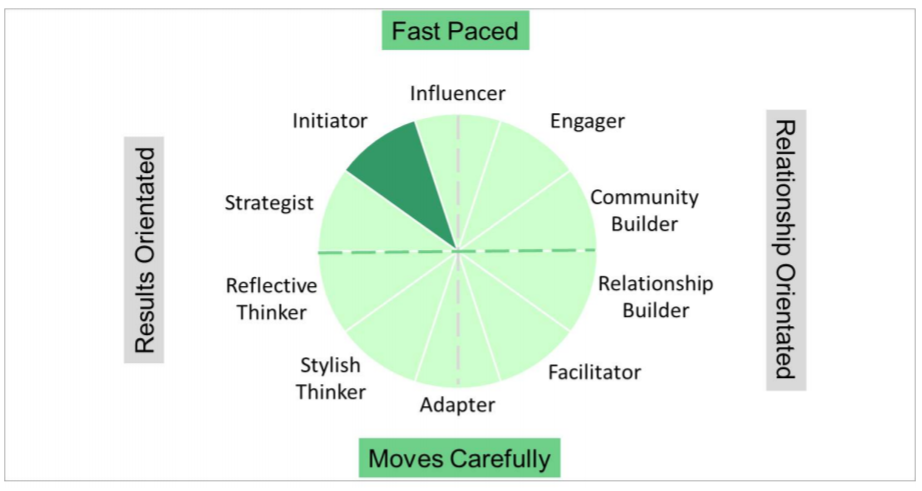 Fast Paced
Influencer
Initiator
Engager
Strategist
Community
Builder
Results Orientated
Relationship Orientated
Reflective
Thinker
Relationship
Builder
Stylish
Thinker
Facilitator
Adapter
Moves Carefully